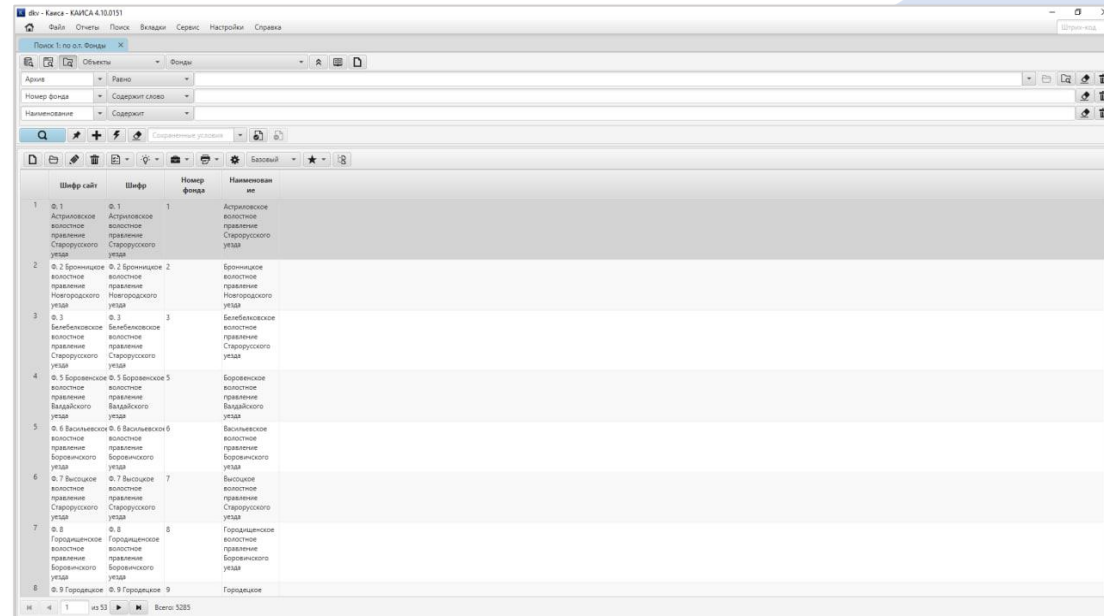 dkv - Каиса - КАИСА 4.10.0151
Файл Отчеты Поиск Вкладки Сервис Настройки Справка
Штрих-код
Поиск 1: по о.т. Фонды
Объекты Фонды
Архив Равно
Номер фонда Содержит слово
Наименование Содержит
Сохраненные условия
Базовый
Шифр сайт Шифр Номер фонда Наименован
ие
1 Ф. 1 Ф. 1 1 Астриловское
Астриловское Астриловское волостное
волостное волостное правление
правление правление Старорусского
Старорусского Старорусского уезда
уезда уезда
2 Ф. 2 Бронницкое Ф. 2 Бронницкое 2 Бронницкое
волостное волостное волостное
правление правление правление
Новгородского Новгородского Новгородского
уезда уезда уезда
3 Ф. 3 Ф. 3 3 Белебелковское
Белебелковское Белебелковское волостное
волостное волостное правление
правление правление Старорусского
Старорусского Старорусского уезда
уезда уезда
4 Ф. 5 Боровенское Ф. 5 Боровенское 5 Боровенское
волостное волостное волостное
правление правление правление
Валдайского Валдайского Валдайского
уезда уезда уезда
5 Ф. 6 Васильевское Ф. 6 Васильевское 6 Васильевское
волостное волостное волостное
правление правление правление
Боровичского Боровичского Боровичского
уезда уезда уезда
6 Ф. 7 Высоцкое Ф. 7 Высоцкое 7 Высоцкое
волостное волостное волостное
правление правление правление
Старорусского Старорусского Старорусского
уезда уезда уезда
7 Ф. 8 Ф. 8 8 Городищенское
Городищенское Городищенское волостное
волостное волостное правление
правление правление Боровичского
Боровичского Боровичского уезда
уезда уезда
8 Ф. 9 Городецкое Ф. 9 Городецкое 9 Городецкое
1 из 53 Всего: 5285